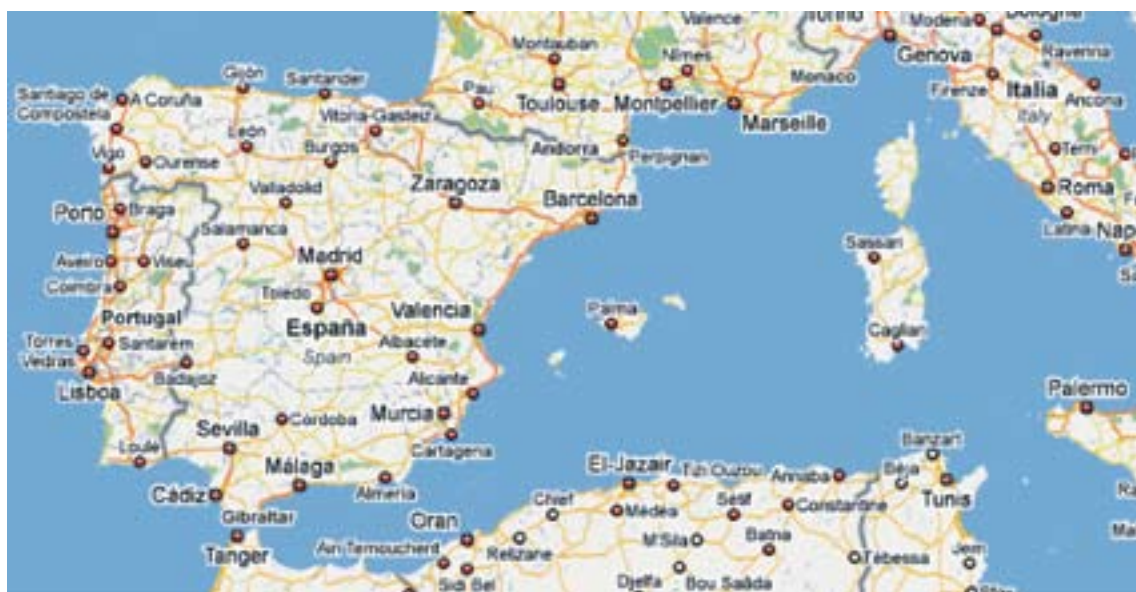 Valence
Torino
Modena
Bologna
Montauban
Nîmes
Genova
Ravenna
Gijón
Santander
Pau
Monaco
Firenze
Italia
Santiago de
Compostela
A Coruña
Toulouse
Montpellier
Marseille
Ancona
Italy
Vitoria-Gasteiz
León
Burgos
Andorra
Perpignan
Terni
Vigo
Ourense
Zaragoza
Barcelona
Roma
Valladolid
Porto
Braga
Salamanca
Latina
Nap
Sassari
Aveiro
Viseu
Madrid
Coimbra
Toledo
Valencia
Palma
Portugal
España
Spain
Albacete
Cagliari
Torres
Vedras
Santarém
Badajoz
Lisboa
Alicante
Palermo
Córdoba
Murcia
Sevilla
Cartagena
Loulé
Banzart
Málaga
El-Jazair
Tizi Ouzou
Annaba
Béja
Cádiz
Almería
Tunis
Chlef
Médéa
Sétif
Constantine
Gibraltar
Oran
Tanger
Ain Temouchent
Relizane
M'Sila
Batna
Tébessa
Jem
Sidi Bel
Djelfa
Bou Saâda